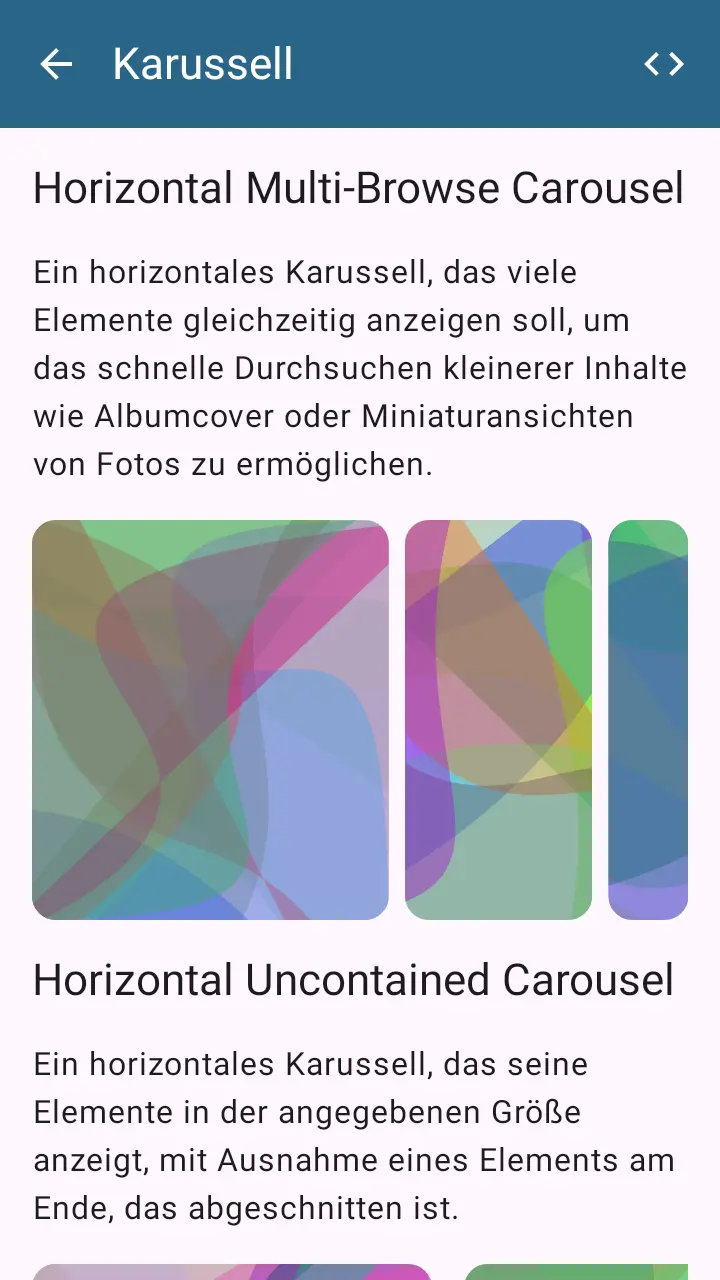 Karussell
Horizontal Multi-Browse Carousel
Ein horizontales Karussell, das viele
Elemente gleichzeitig anzeigen soll, um
das schnelle Durchsuchen kleinerer Inhalte
wie Albumcover oder Miniaturansichten
von Fotos zu ermöglichen.
Horizontal Uncontained Carousel
Ein horizontales Karussell, das seine
Elemente in der angegebenen Größe
anzeigt, mit Ausnahme eines Elements am
Ende, das abgeschnitten ist.